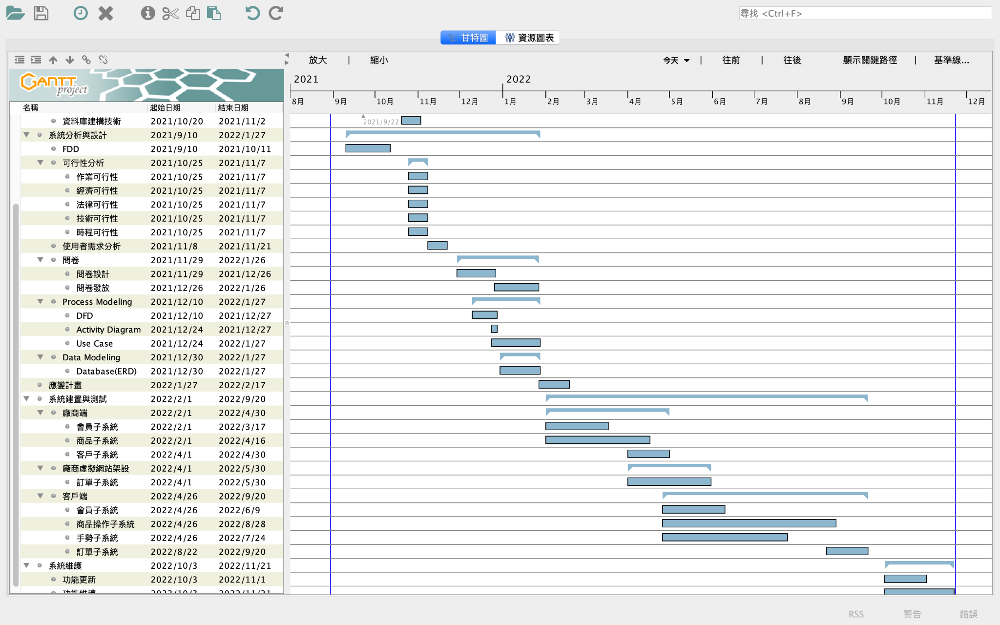 尋找 <Ctrl+F>
甘特圖 資源圖表
放大 | 縮小 今天 | 往前 | 往後 顯示關鍵路徑 | 基準線...
GANTT project
2021 2022
8月 9月 10月 11月 12月 1月 2月 3月 4月 5月 6月 7月 8月 9月 10月 11月 12月
名稱 起始日期 結束日期
資料庫建構技術 2021/10/20 2021/11/2 2021/9/22
系統分析與設計 2021/9/10 2022/1/27
FDD 2021/9/10 2021/10/11
可行性分析 2021/10/25 2021/11/7
作業可行性 2021/10/25 2021/11/7
經濟可行性 2021/10/25 2021/11/7
法律可行性 2021/10/25 2021/11/7
技術可行性 2021/10/25 2021/11/7
時程可行性 2021/10/25 2021/11/7
使用者需求分析 2021/11/8 2021/11/21
問卷 2021/11/29 2022/1/26
問卷設計 2021/11/29 2021/12/26
問卷發放 2021/12/26 2022/1/26
Process Modeling 2021/12/10 2022/1/27
DFD 2021/12/10 2021/12/27
Activity Diagram 2021/12/24 2021/12/27
Use Case 2021/12/24 2022/1/27
Data Modeling 2021/12/30 2022/1/27
Database(ERD) 2021/12/30 2022/1/27
應變計畫 2022/1/27 2022/2/17
系統建置與測試 2022/2/1 2022/9/20
廠商端 2022/2/1 2022/4/30
會員子系統 2022/2/1 2022/3/17
商品子系統 2022/2/1 2022/4/16
客戶子系統 2022/4/1 2022/4/30
廠商虛擬網站架設 2022/4/1 2022/5/30
訂單子系統 2022/4/1 2022/5/30
客戶端 2022/4/26 2022/9/20
會員子系統 2022/4/26 2022/6/9
商品操作子系統 2022/4/26 2022/8/28
手勢子系統 2022/4/26 2022/7/24
訂單子系統 2022/8/22 2022/9/20
系統維護 2022/10/3 2022/11/21
功能更新 2022/10/3 2022/11/1
功能維護 2022/10/3 2022/11/21
RSS 警告 錯誤